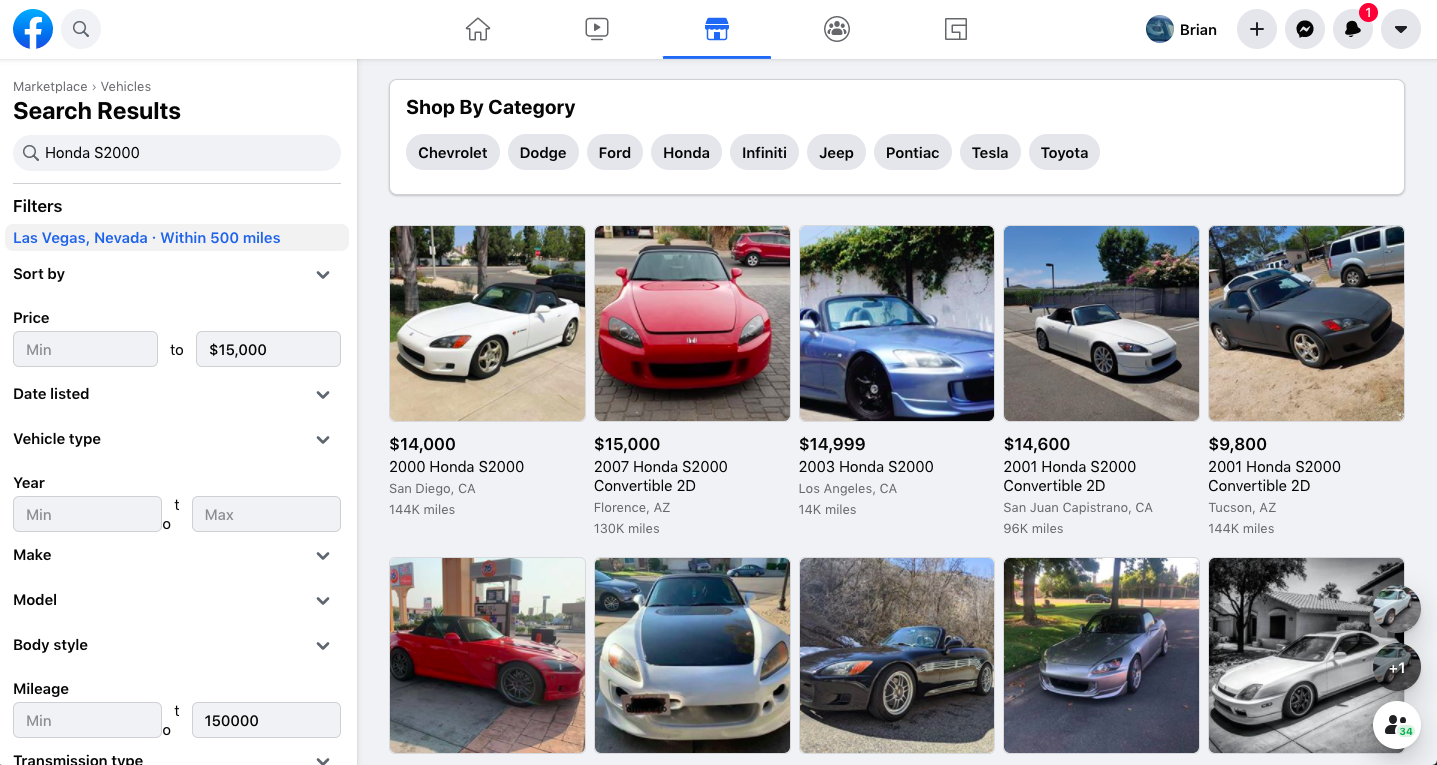 Brian
1
Marketplace › Vehicles
Search Results
Honda S2000
Filters
Las Vegas, Nevada · Within 500 miles
Sort by
Price
Min to $15,000
Date listed
Vehicle type
Year
Min to Max
Make
Model
Body style
Mileage
Min to 150000
Transmission type
Shop By Category
Chevrolet Dodge Ford Honda Infiniti Jeep Pontiac Tesla Toyota
$14,000
2000 Honda S2000
San Diego, CA
144K miles
$15,000
2007 Honda S2000
Convertible 2D
Florence, AZ
130K miles
$14,999
2003 Honda S2000
Los Angeles, CA
14K miles
$14,600
2001 Honda S2000
Convertible 2D
San Juan Capistrano, CA
96K miles
$9,800
2001 Honda S2000
Convertible 2D
Tucson, AZ
144K miles
+1
34